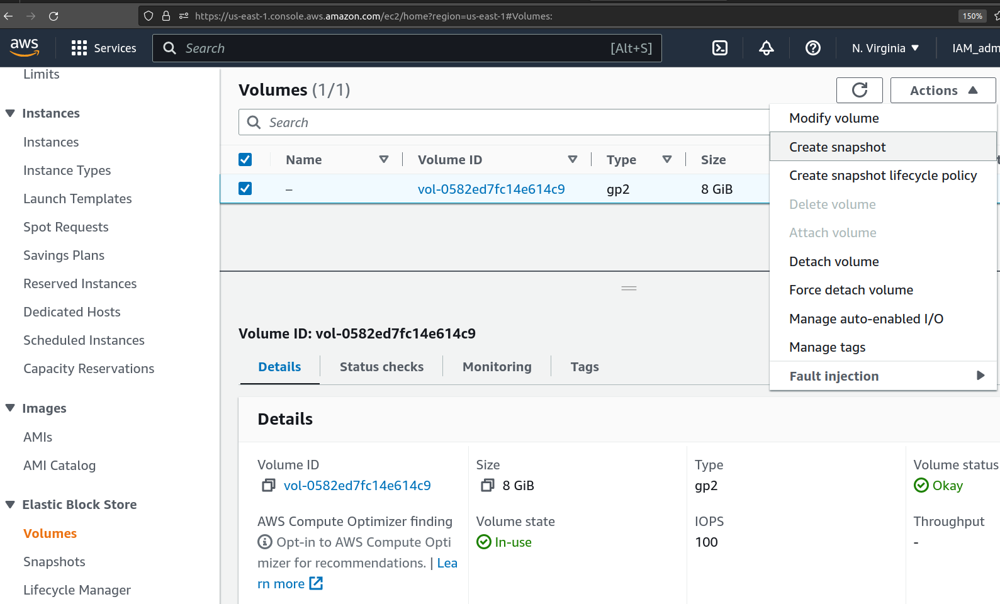 https://us-east-1.console.aws.amazon.com/ec2/home?region=us-east-1#Volumes:
150%
aws
Services
Search
[Alt+S]
N. Virginia
IAM_adm
Limits
Instances
Instances
Instance Types
Launch Templates
Spot Requests
Savings Plans
Reserved Instances
Dedicated Hosts
Scheduled Instances
Capacity Reservations
Images
AMIs
AMI Catalog
Elastic Block Store
Volumes
Snapshots
Lifecycle Manager
Volumes (1/1)
Actions
Search
Name
Volume ID
Type
Size
–
vol-0582ed7fc14e614c9
gp2
8 GiB
Modify volume
Create snapshot
Create snapshot lifecycle policy
Delete volume
Attach volume
Detach volume
Force detach volume
Manage auto-enabled I/O
Manage tags
Fault injection
Volume ID: vol-0582ed7fc14e614c9
Details
Status checks
Monitoring
Tags
Details
Volume ID
vol-0582ed7fc14e614c9
Size
8 GiB
Type
gp2
Volume status
Okay
AWS Compute Optimizer finding
Opt-in to AWS Compute Opti
mizer for recommendations. | Lea
rn more
Volume state
In-use
IOPS
100
Throughput
-